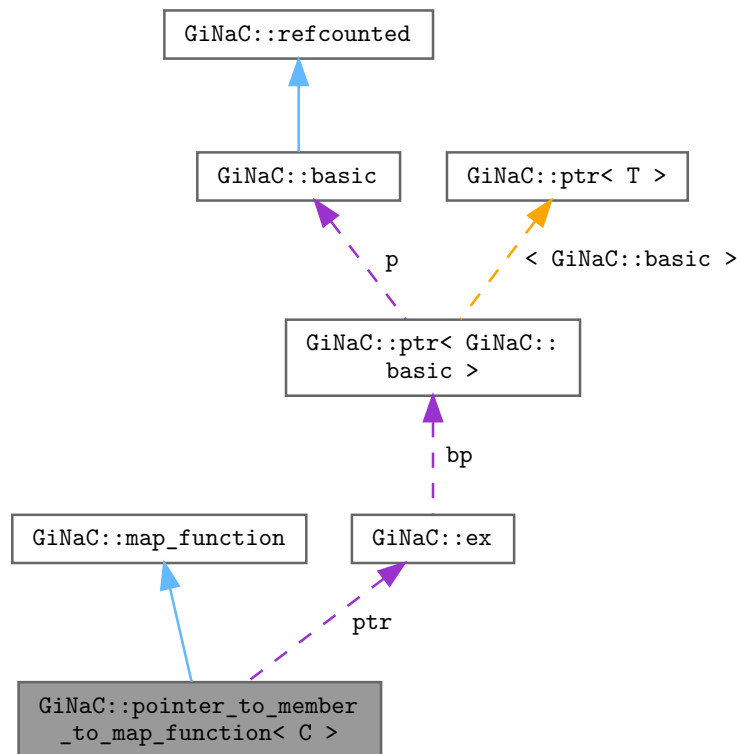 GiNaC::refcounted
GiNaC::basic
GiNaC::ptr< T >
p
< GiNaC::basic >
GiNaC::ptr< GiNaC::
basic >
bp
GiNaC::map_function
GiNaC::ex
ptr
GiNaC::pointer_to_member
_to_map_function< C >